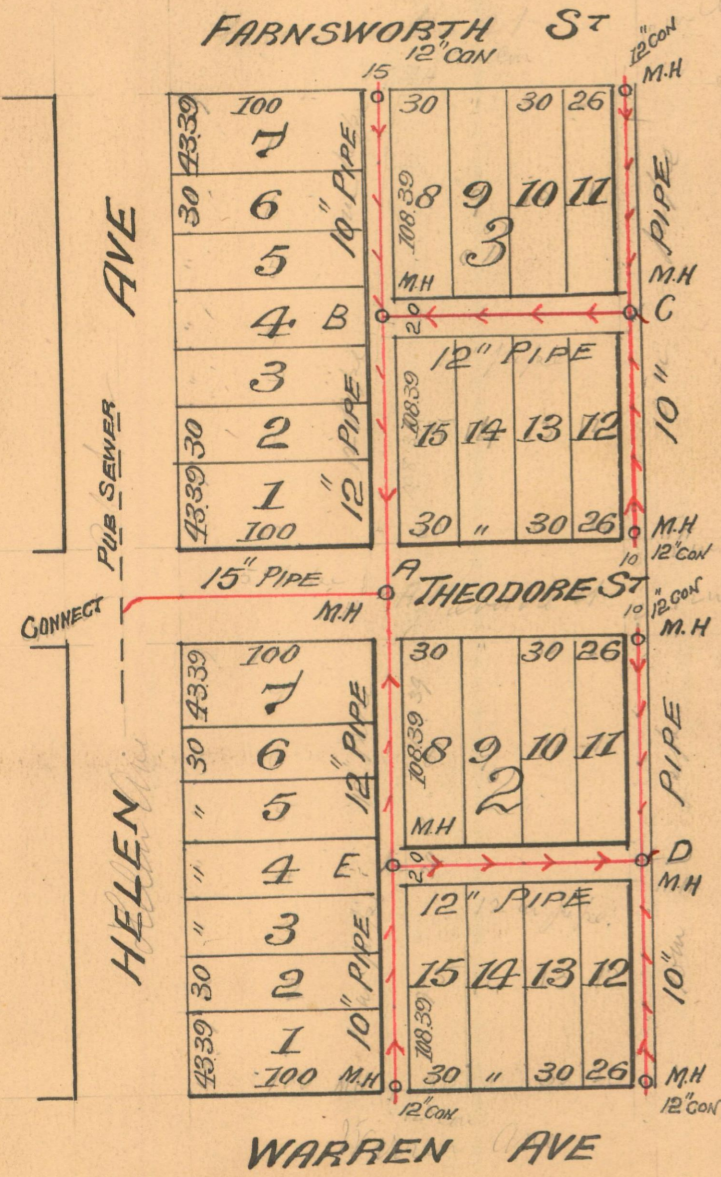 FARNSWORTH ST
15 12"CON
12"CON
M.H
43.39 100
7
30 6
5
4 B
3
30 2
43.39 1
100
10" PIPE
12" PIPE
30 30 26
108.39 8 9 10 11
3
M.H
20
PIPE
M.H
C
10"
12" PIPE
108.39
15 14 13 12
30 " 30 26
M.H
10 12"CON
AVE
PUB SEWER
CONNECT
15" PIPE
M.H
A
THEODORE ST
10 12"CON
M.H
43.39 100
7
30 6
" 5
" 4 E
" 3
30 2
43.39 1
100 M.H
12" PIPE
10" PIPE
30 30 26
108.39 8 9 10 11
2
M.H
20
PIPE
D
M.H
10"
12" PIPE
15 14 13 12
108.39
30 " 30 26
M.H
12"CON
12"CON
HELEN
Hellen Ave
WARREN AVE